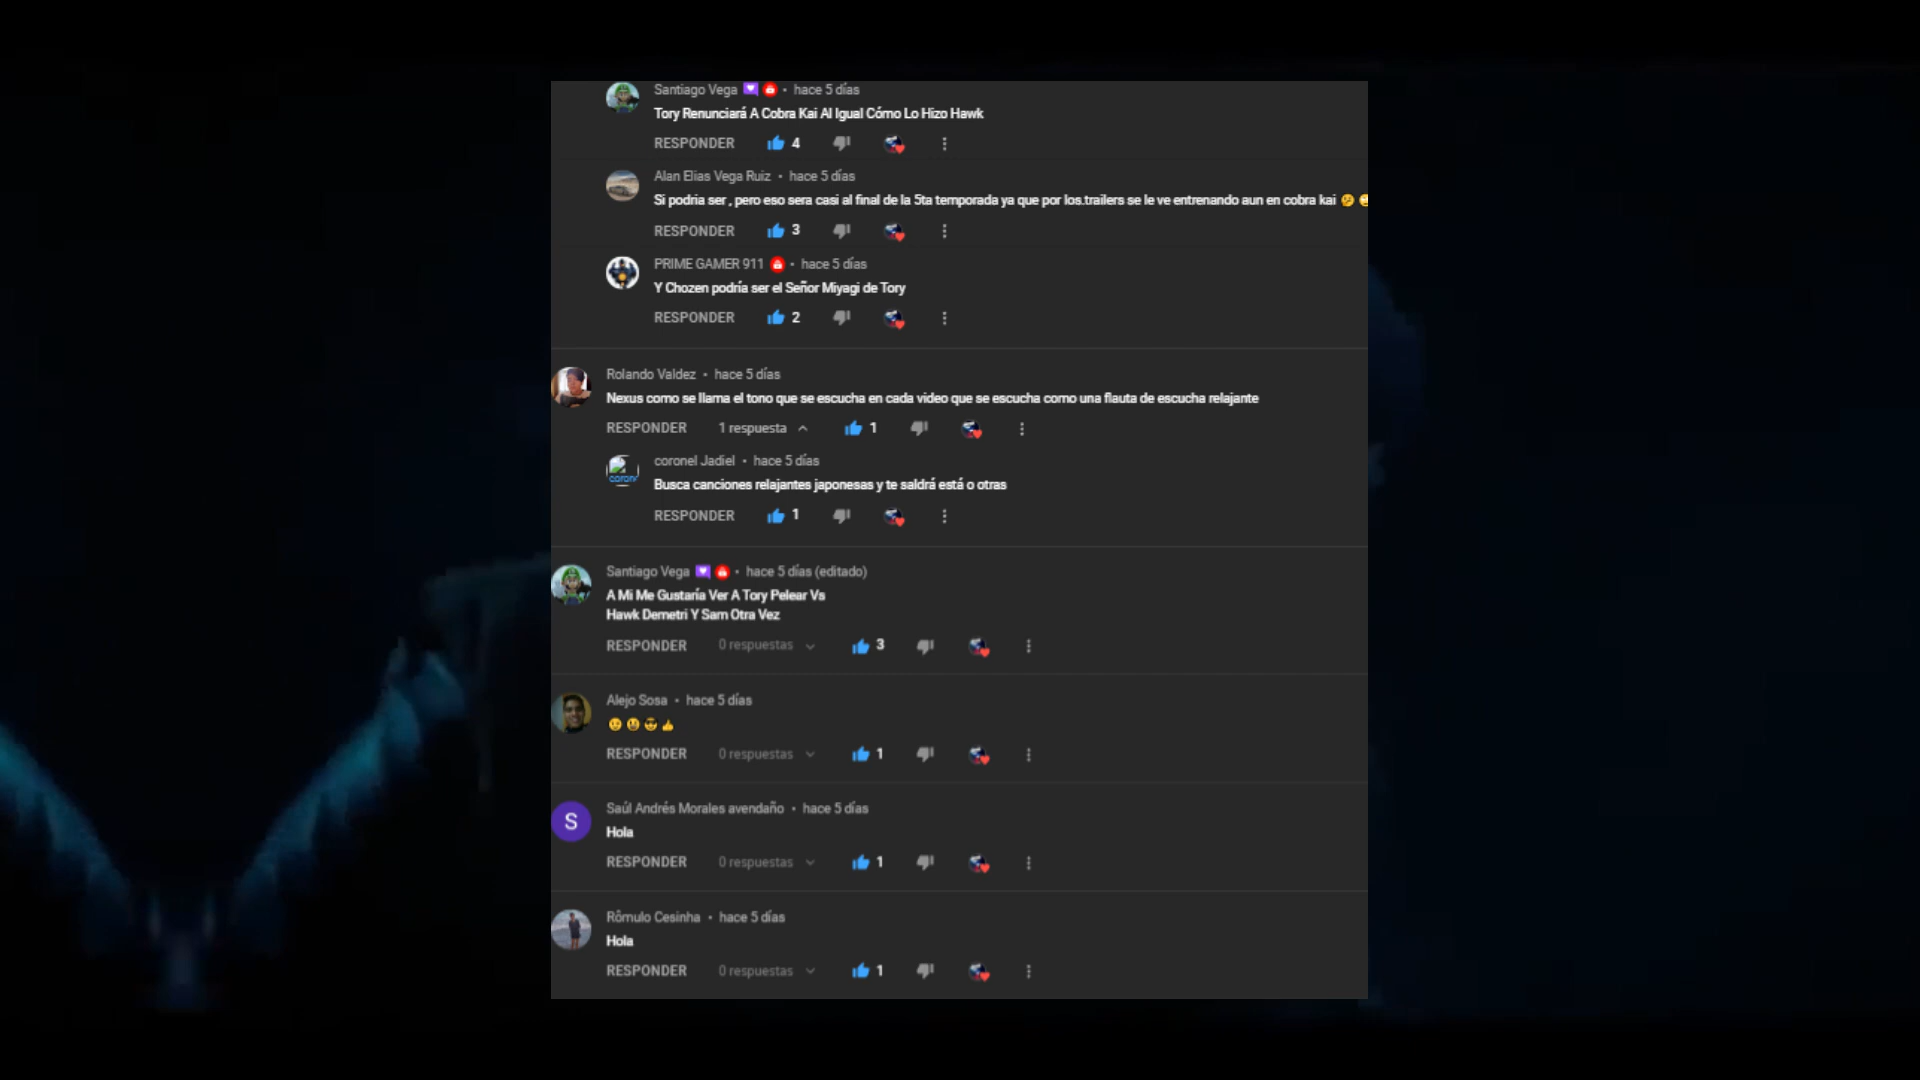 Santiago Vega • hace 5 días
Tory Renunciará A Cobra Kai Al Igual Cómo Lo Hizo Hawk
RESPONDER 4
Alan Elias Vega Ruiz • hace 5 días
Si podria ser , pero eso sera casi al final de la 5ta temporada ya que por los.trailers se le ve entrenando aun en cobra kai 🤔
RESPONDER 3
PRIME GAMER 911 • hace 5 días
Y Chozen podría ser el Señor Miyagi de Tory
RESPONDER 2
Rolando Valdez • hace 5 días
Nexus como se llama el tono que se escucha en cada video que se escucha como una flauta de escucha relajante
RESPONDER 1 respuesta 1
coronel Jadiel • hace 5 días
coron
Busca canciones relajantes japonesas y te saldrá está o otras
RESPONDER 1
Santiago Vega • hace 5 días (editado)
A Mi Me Gustaría Ver A Tory Pelear Vs
Hawk Demetri Y Sam Otra Vez
RESPONDER 0 respuestas 3
Alejo Sosa • hace 5 días
RESPONDER 0 respuestas 1
Saúl Andrés Morales avendaño • hace 5 días
S
Hola
RESPONDER 0 respuestas 1
Rômulo Cesinha • hace 5 días
Hola
RESPONDER 0 respuestas 1